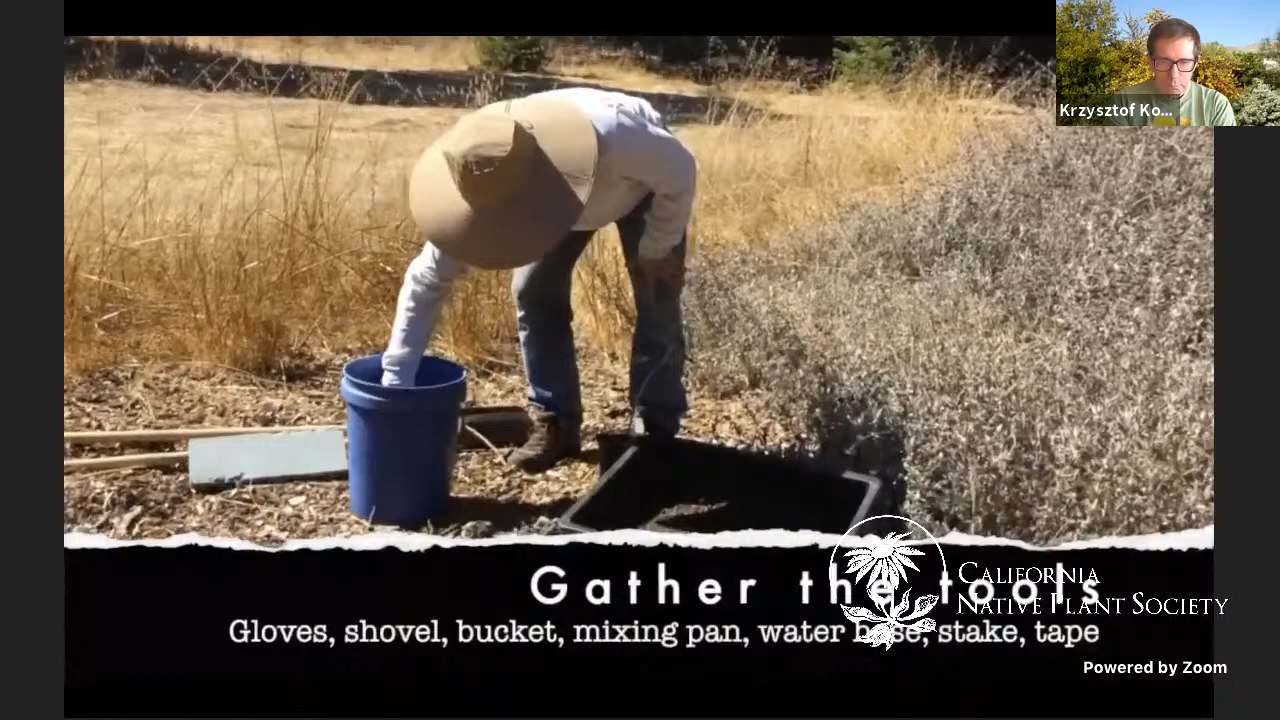 Krzysztof Ko...
Gather the tools
Gloves, shovel, bucket, mixing pan, water hose, stake, tape
CALIFORNIA
NATIVE PLANT SOCIETY
Powered by Zoom